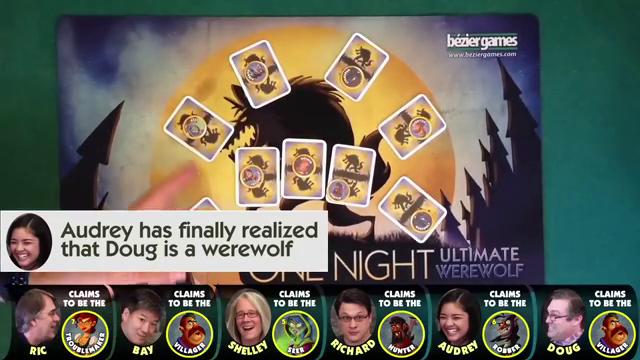 béziergames
www.beziergames.com
Audrey has finally realized
that Doug is a werewolf
ONE NIGHT
ULTIMATE
WEREWOLF
CLAIMS
TO BE THE
TROUBLEMAKER
RIC
CLAIMS
TO BE THE
VILLAGER
BAY
CLAIMS
TO BE THE
SEER
SHELLEY
CLAIMS
TO BE THE
HUNTER
RICHARD
CLAIMS
TO BE THE
6
ROBBER
AUDREY
CLAIMS
TO BE THE
VILLAGER
DOUG